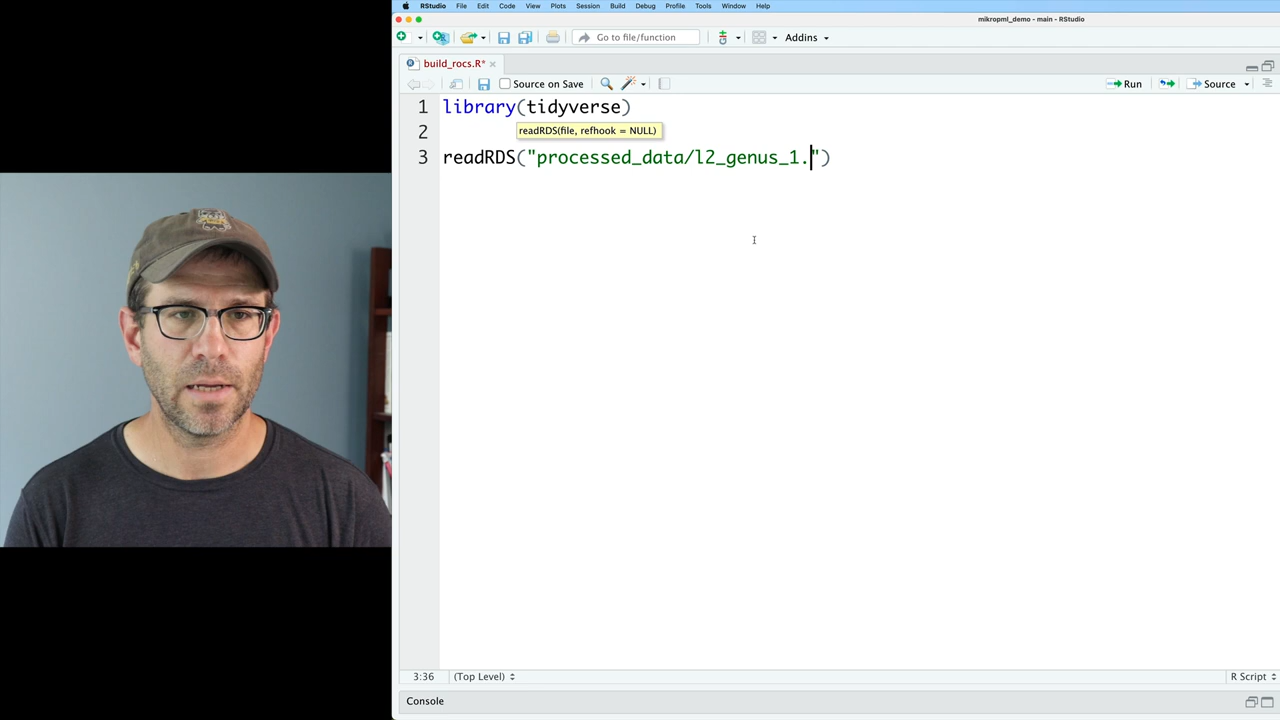 RStudio File Edit Code View Plots Session Build Debug Profile Tools Window Help
mikropml_demo - main - RStudio
Go to file/function Addins
build_rocs.R*
Source on Save Run Source
1 library(tidyverse)
2 readRDS(file, refhook = NULL)
3 readRDS("processed_data/l2_genus_1.")
3:36 (Top Level) R Script
Console